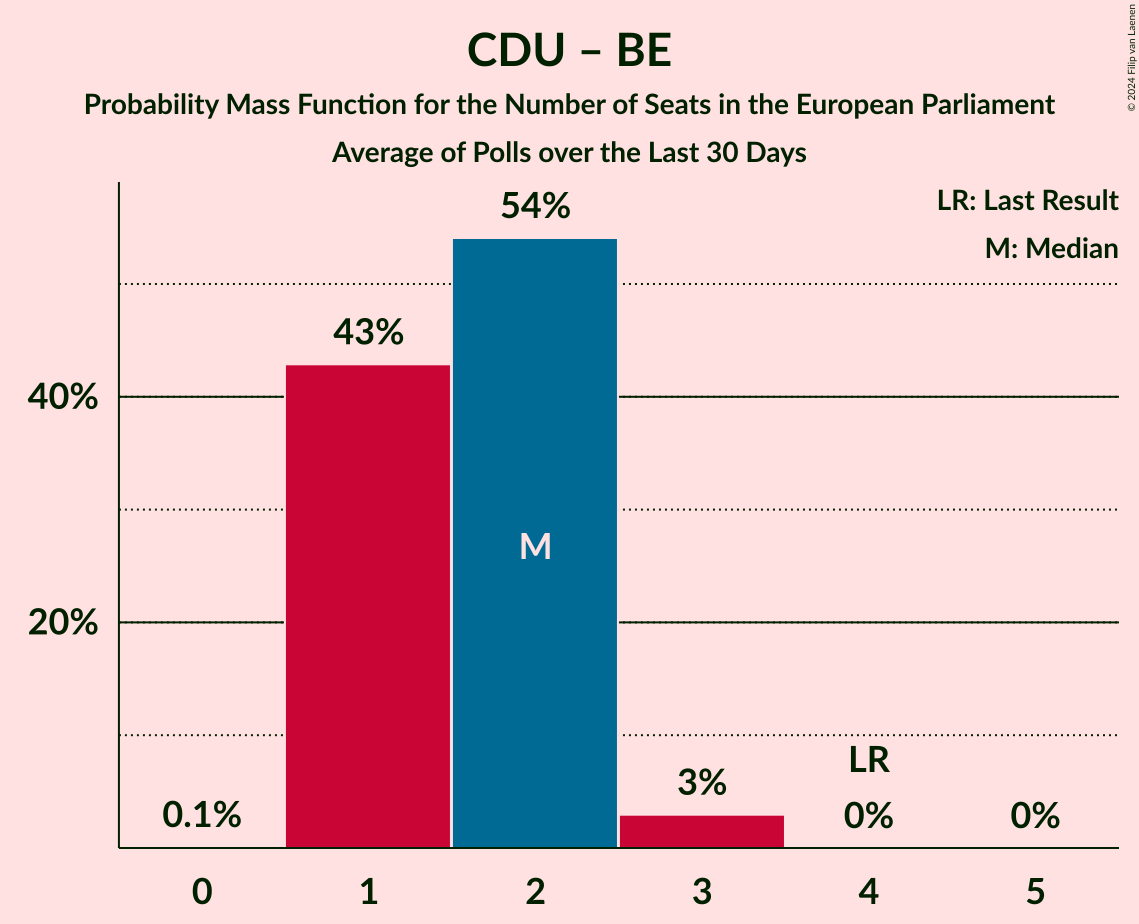 CDU – BE
Probability Mass Function for the Number of Seats in the European Parliament
Average of Polls over the Last 30 Days
© 2024 Filip van Laenen
LR: Last Result
M: Median
54%
43%
40%
M
20%
LR
3%
0.1%
0%
0%
0
1
2
3
4
5